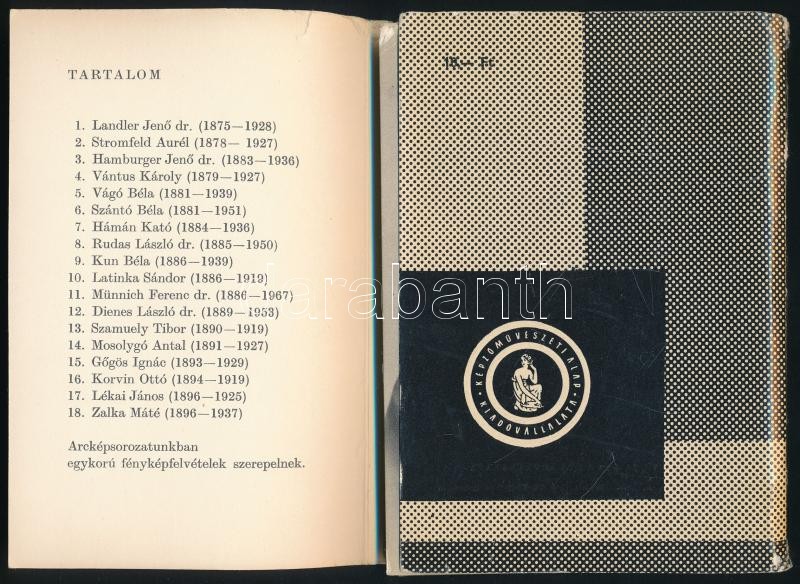 TARTALOM
1. Landler Jenő dr. (1875—1928)
2. Stromfeld Aurél (1878— 1927)
3. Hamburger Jenő dr. (1883—1936)
4. Vántus Károly (1879—1927)
5. Vágó Béla (1881—1939)
6. Szántó Béla (1881—1951)
7. Hámán Kató (1884—1936)
8. Rudas László dr. (1885—1950)
9. Kun Béla (1886—1939)
10. Latinka Sándor (1886—1919)
11. Münnich Ferenc dr. (1886—1967)
12. Dienes László dr. (1889—1953)
13. Szamuely Tibor (1890—1919)
14. Mosolygó Antal (1891—1927)
15. Gőgös Ignác (1893—1929)
16. Korvin Ottó (1894—1919)
17. Lékai János (1896—1925)
18. Zalka Máté (1896—1937)
Arcképsorozatunkban
egykorú fényképfelvételek szerepelnek.
18.— Ft
KÉPZŐMŰVÉSZETI ALAP
KIADÓVÁLLALATA
darabanth